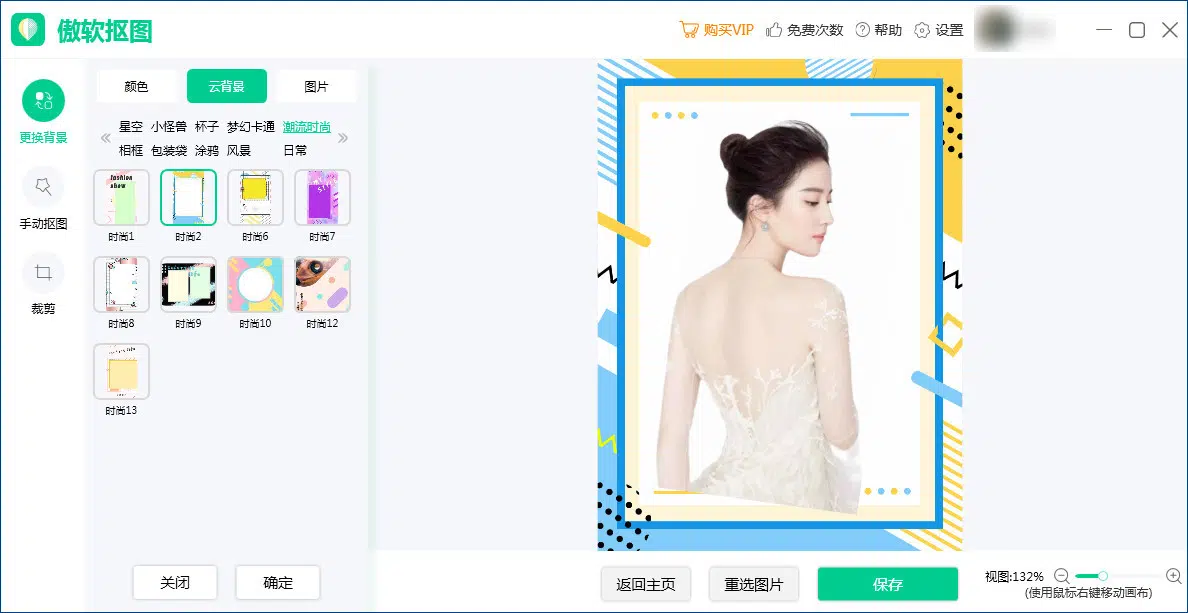 傲软抠图
购买VIP 免费次数 帮助 设置
颜色 云背景 图片
更换背景
手动抠图
裁剪
星空 小怪兽 杯子 梦幻卡通 潮流时尚
相框 包装袋 涂鸦 风景 日常
fashion
show
时尚1 时尚2 时尚6 时尚7
时尚8 时尚9 时尚10 时尚12
时尚13
关闭 确定
返回主页 重选图片 保存
视图:132%
(使用鼠标右键移动画布)